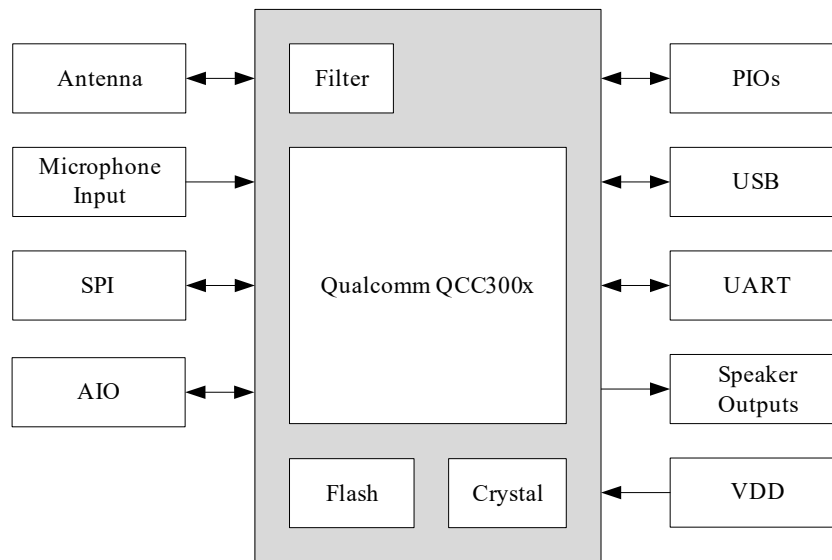 Antenna
Filter
PIOs
Microphone
Input
USB
SPI
Qualcomm QCC300x
UART
AIO
Speaker
Outputs
Flash
Crystal
VDD